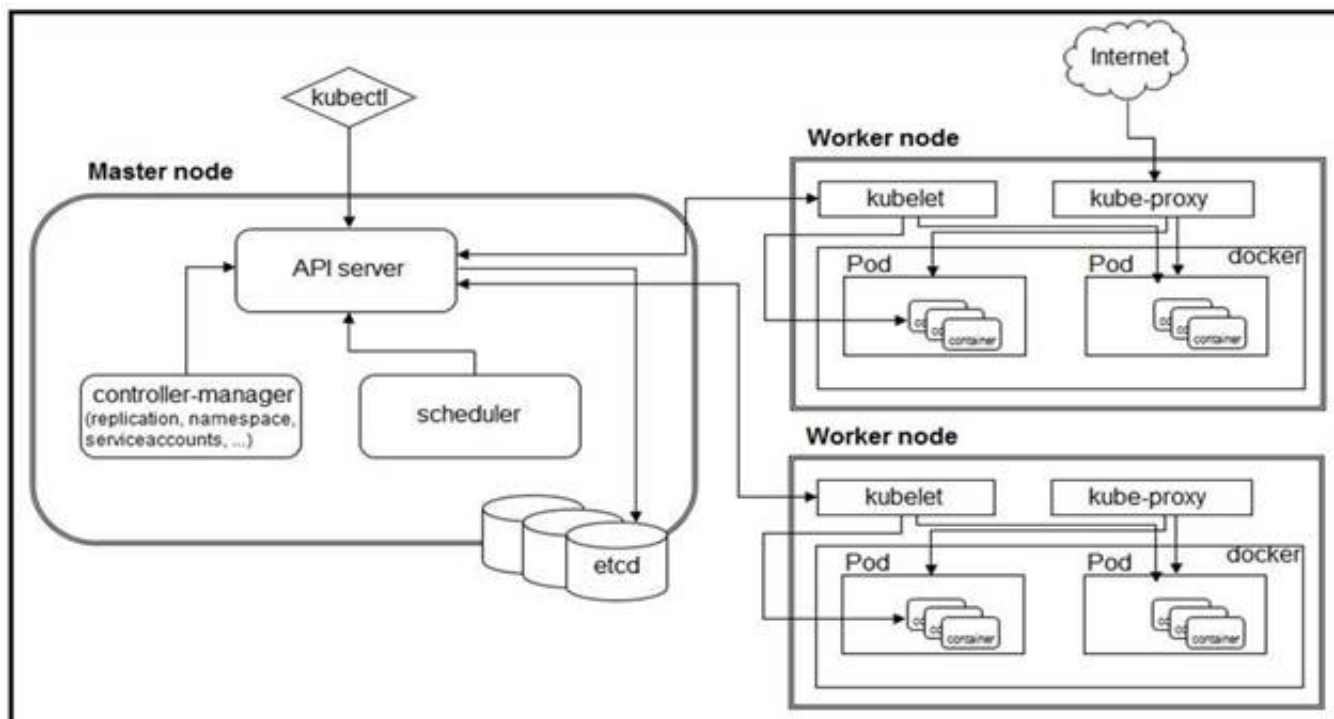 Internet
kubectl
Worker node
Master node
kubelet
kube-proxy
API server
docker
Pod
Pod
container
container
controller-manager
(replication, namespace,
serviceaccounts, ...)
scheduler
Worker node
kubelet
kube-proxy
etcd
docker
Pod
Pod
container
container